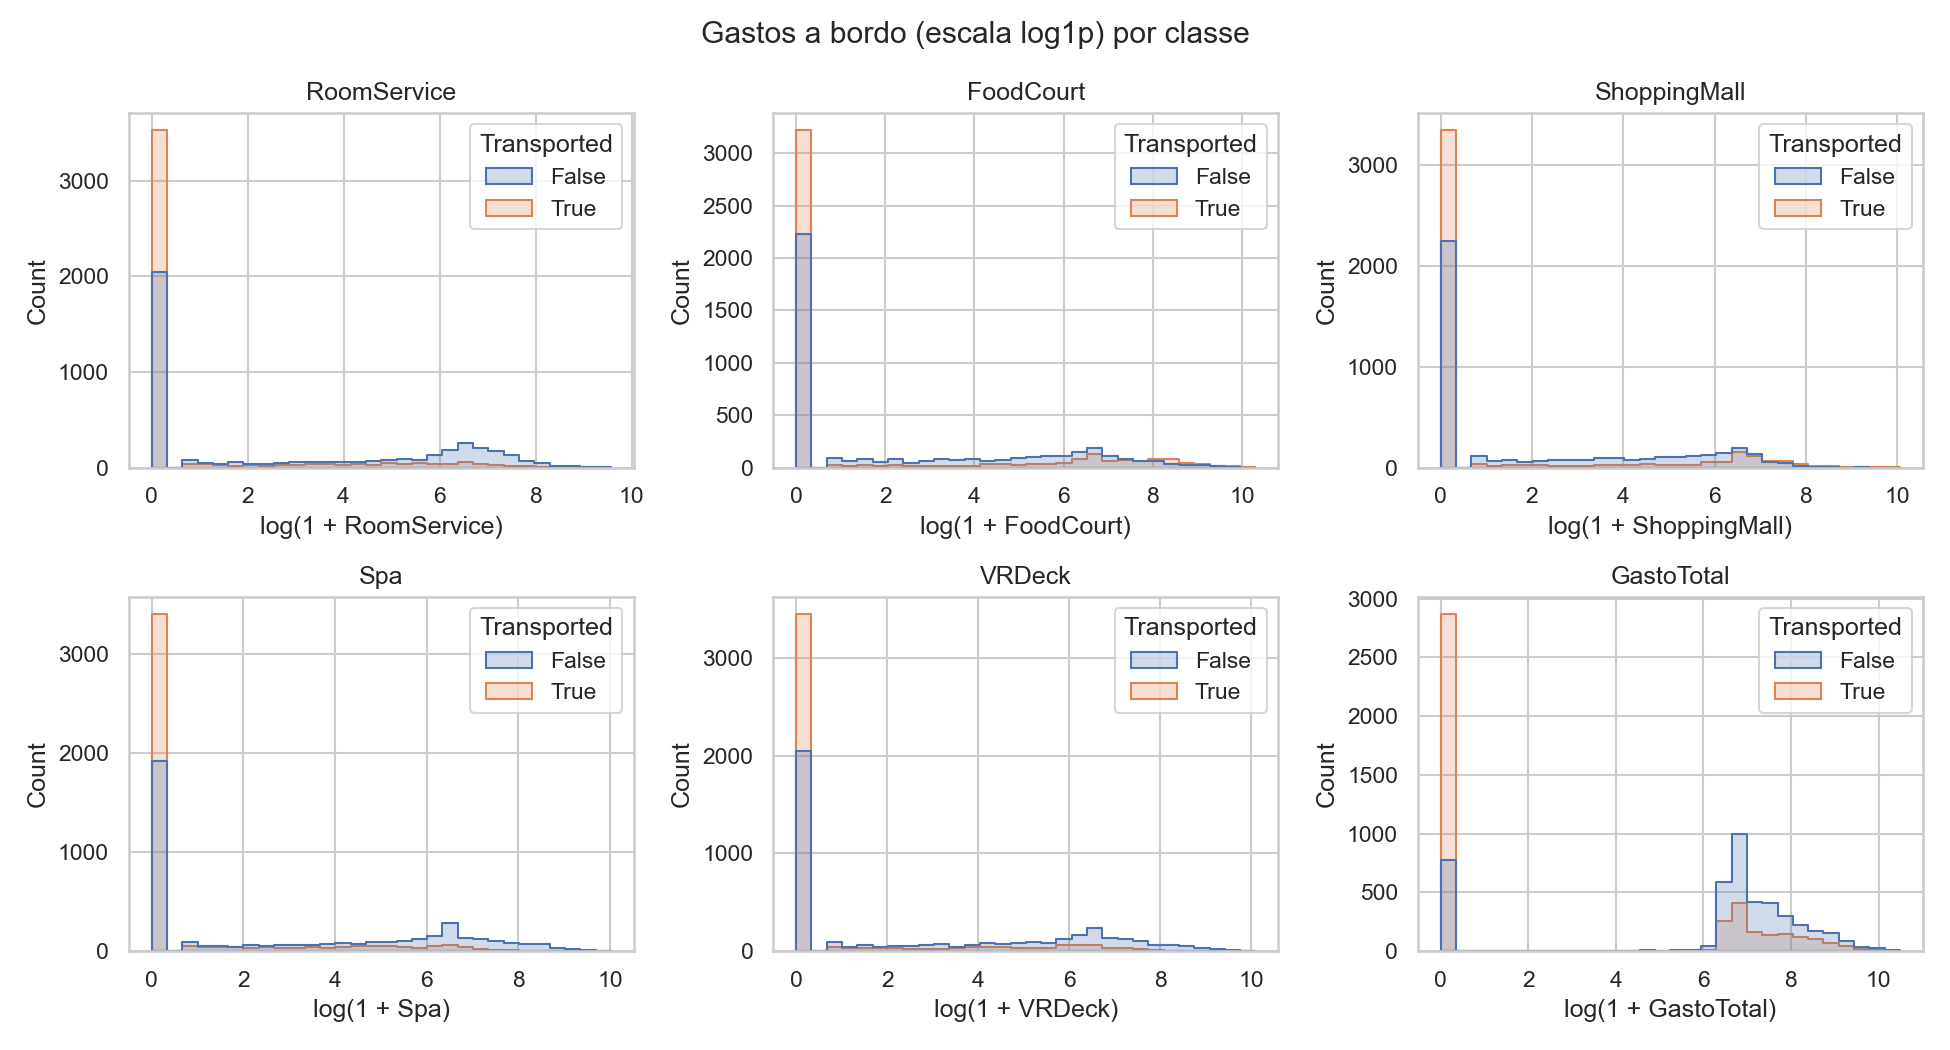 Gastos a bordo (escala log1p) por classe
RoomService
Transported
False
True
Count
3000
2000
1000
0
0 2 4 6 8 10
log(1 + RoomService)
FoodCourt
Transported
False
True
Count
3000
2500
2000
1500
1000
500
0
0 2 4 6 8 10
log(1 + FoodCourt)
ShoppingMall
Transported
False
True
Count
3000
2000
1000
0
0 2 4 6 8 10
log(1 + ShoppingMall)
Spa
Transported
False
True
Count
3000
2000
1000
0
0 2 4 6 8 10
log(1 + Spa)
VRDeck
Transported
False
True
Count
3000
2000
1000
0
0 2 4 6 8 10
log(1 + VRDeck)
GastoTotal
Transported
False
True
Count
3000
2500
2000
1500
1000
500
0
0 2 4 6 8 10
log(1 + GastoTotal)